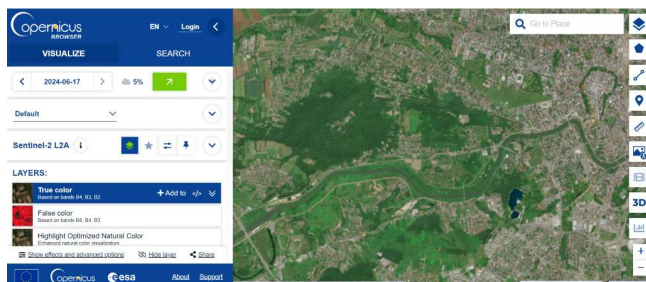 Copernicus
BROWSER
EN
Login
VISUALIZE
SEARCH
2024-06-17
5%
Default
Sentinel-2 L2A i
LAYERS:
True color
Based on bands B4, B3, B2
+ Add to </>
False color
Based on bands B8, B4, B3
Highlight Optimized Natural Color
Enhanced natural color visualization
Show effects and advanced options
Hide layer
Share
Copernicus
esa
About
Support
Go to Place
3D
+
−